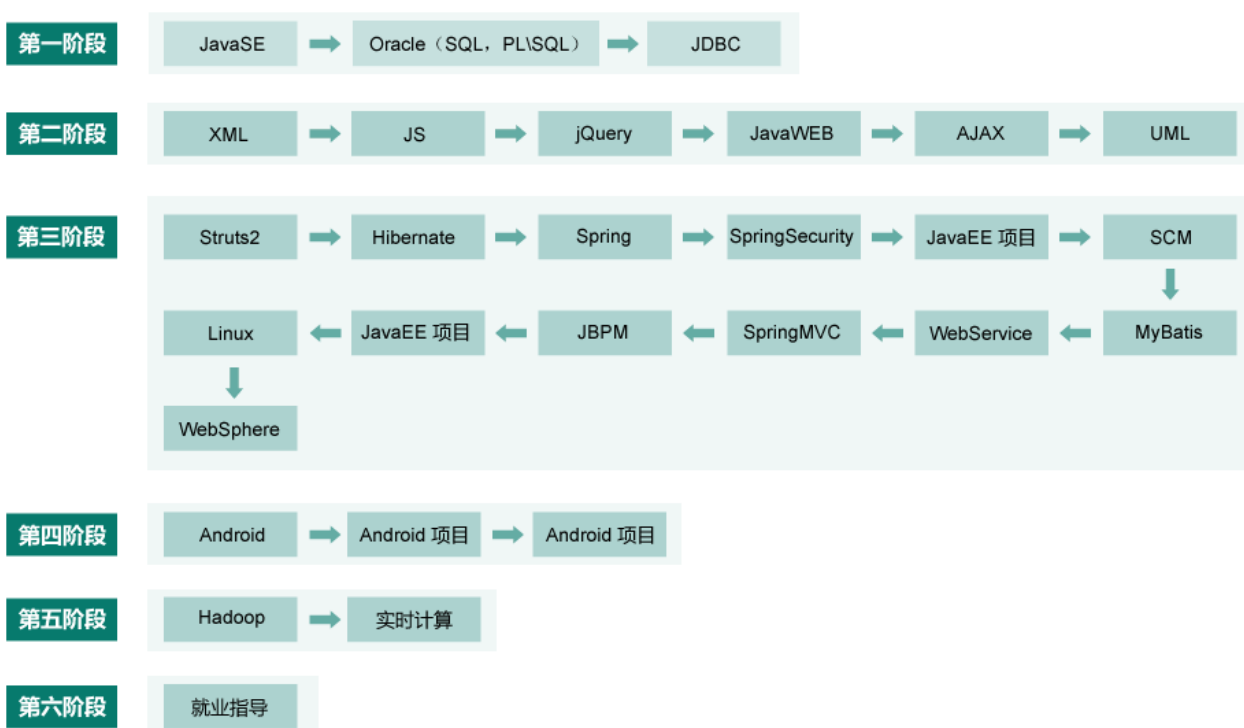 第一阶段 JavaSE Oracle（SQL，PL\SQL） JDBC
第二阶段 XML JS jQuery JavaWEB AJAX UML
第三阶段 Struts2 Hibernate Spring SpringSecurity JavaEE 项目 SCM
Linux JavaEE 项目 JBPM SpringMVC WebService MyBatis
WebSphere
第四阶段 Android Android 项目 Android 项目
第五阶段 Hadoop 实时计算
第六阶段 就业指导